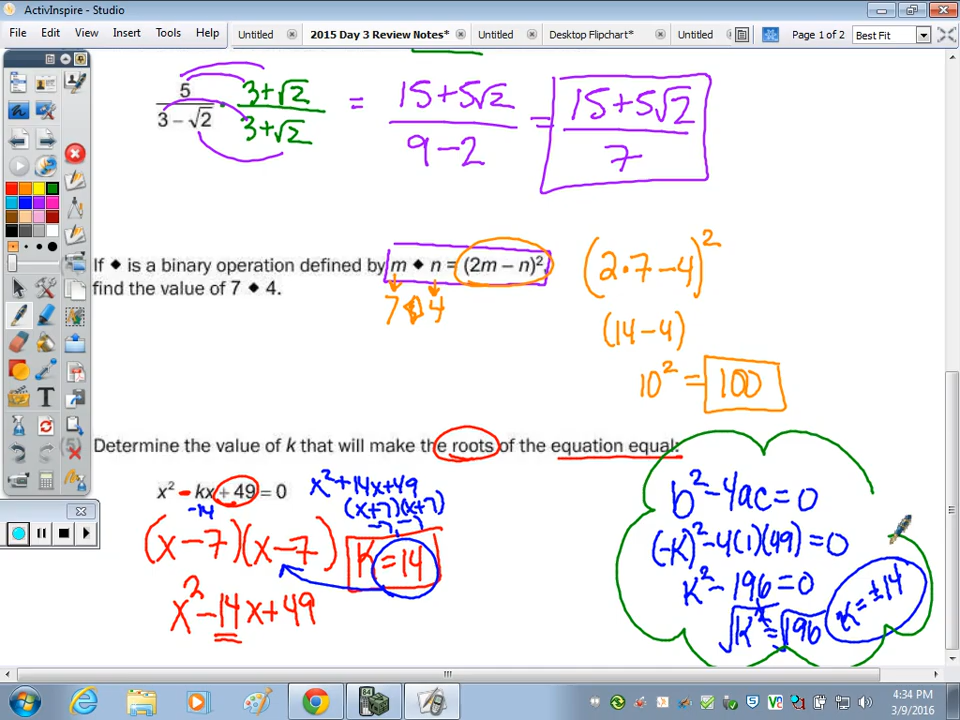 ActivInspire - Studio
File Edit View Insert Tools Help Untitled 2015 Day 3 Review Notes* Untitled Desktop Flipchart* Untitled Page 1 of 2 Best Fit
5 / 3 – √2 · 3+√2 / 3+√2 = 15+5√2 / 9-2 = 15+5√2 / 7
If ◆ is a binary operation defined by m ◆ n = (2m – n)²,
find the value of 7 ◆ 4.
7 ◆ 4
(2·7-4)²
(14-4)
10² = 100
(5) Determine the value of k that will make the roots of the equation equal:
x² - kx + 49 = 0
-14
x²+14x+49
(x+7)(x+7)
-7 -7
(x-7)(x-7)
K = 14
x²-14x+49
b²-4ac=0
(-K)²-4(1)(49)=0
K²-196=0
√K²=√196
K=±14
4:34 PM
3/9/2016